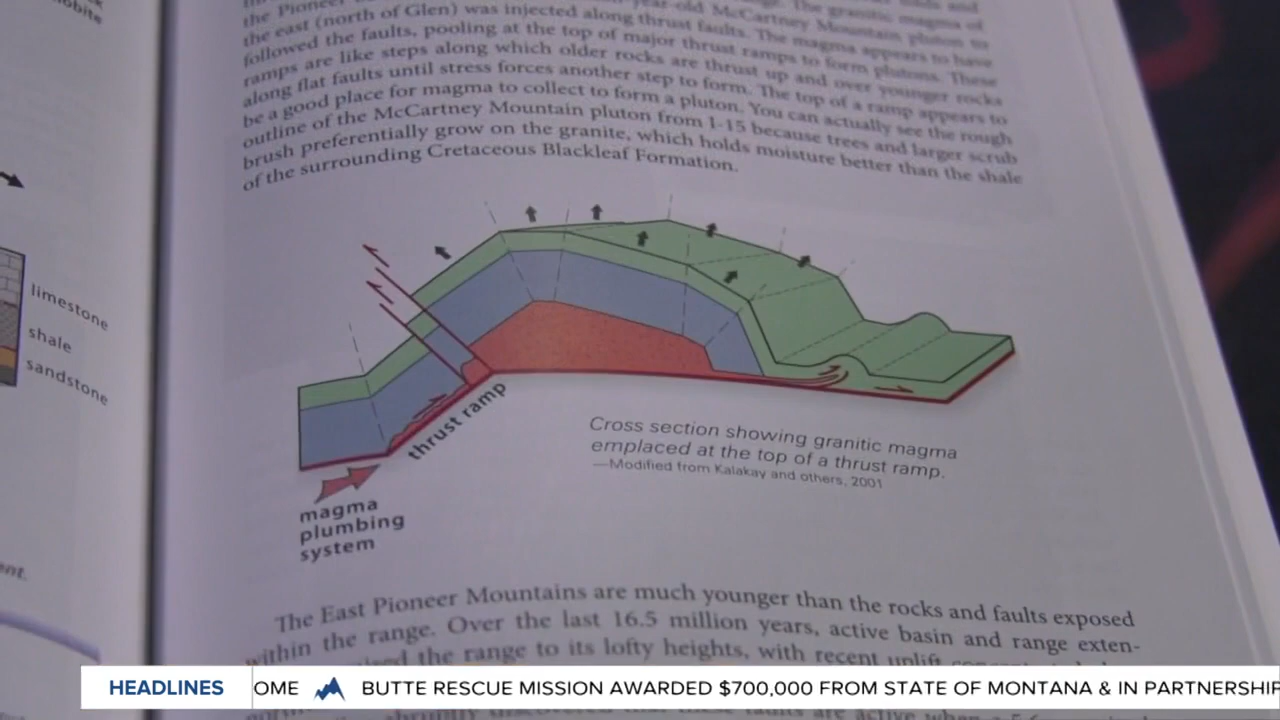 obite
the east (north of Glen) was injected along thrust faults. The magma appears to have
followed the faults, pooling at the top of major thrust ramps to form plutons. These
ramps are like steps along which older rocks are thrust up and over younger rocks
along flat faults until stress forces another step to form. The top of a ramp appears to
be a good place for magma to collect to form a pluton. You can actually see the rough
outline of the McCartney Mountain pluton from I-15 because trees and larger scrub
brush preferentially grow on the granite, which holds moisture better than the shale
of the surrounding Cretaceous Blackleaf Formation.
limestone
shale
sandstone
thrust ramp
Cross section showing granitic magma
emplaced at the top of a thrust ramp.
—Modified from Kalakay and others, 2001
magma
plumbing
system
ent.
The East Pioneer Mountains are much younger than the rocks and faults exposed
within the range. Over the last 16.5 million years, active basin and range exten-
the range to its lofty heights, with recent uplift
HEADLINES
OME
BUTTE RESCUE MISSION AWARDED $700,000 FROM STATE OF MONTANA & IN PARTNERSHIP